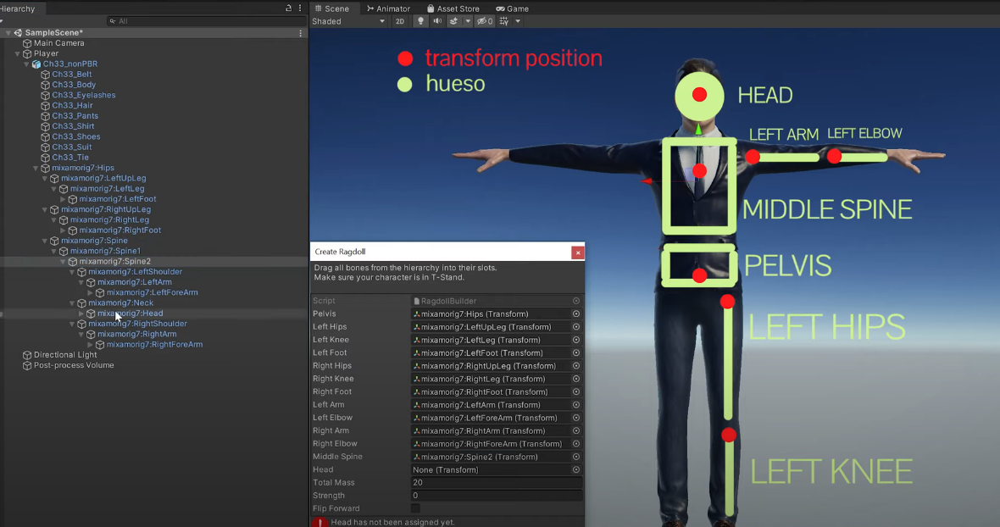 Hierarchy
All
SampleScene*
Main Camera
Player
Ch33_nonPBR
Ch33_Belt
Ch33_Body
Ch33_Eyelashes
Ch33_Hair
Ch33_Pants
Ch33_Shirt
Ch33_Shoes
Ch33_Suit
Ch33_Tie
mixamorig7:Hips
mixamorig7:LeftUpLeg
mixamorig7:LeftLeg
mixamorig7:LeftFoot
mixamorig7:RightUpLeg
mixamorig7:RightLeg
mixamorig7:RightFoot
mixamorig7:Spine
mixamorig7:Spine1
mixamorig7:Spine2
mixamorig7:LeftShoulder
mixamorig7:LeftArm
mixamorig7:LeftForeArm
mixamorig7:Neck
mixamorig7:Head
mixamorig7:RightShoulder
mixamorig7:RightArm
mixamorig7:RightForeArm
Directional Light
Post-process Volume
Scene Animator Asset Store Game
Shaded 2D 0
transform position
hueso
HEAD
LEFT ARM LEFT ELBOW
MIDDLE SPINE
PELVIS
LEFT HIPS
LEFT KNEE
Create Ragdoll
Drag all bones from the hierarchy into their slots.
Make sure your character is in T-Stand.
Script RagdollBuilder
Pelvis mixamorig7:Hips (Transform)
Left Hips mixamorig7:LeftUpLeg (Transform)
Left Knee mixamorig7:LeftLeg (Transform)
Left Foot mixamorig7:LeftFoot (Transform)
Right Hips mixamorig7:RightUpLeg (Transform)
Right Knee mixamorig7:RightLeg (Transform)
Right Foot mixamorig7:RightFoot (Transform)
Left Arm mixamorig7:LeftArm (Transform)
Left Elbow mixamorig7:LeftForeArm (Transform)
Right Arm mixamorig7:RightArm (Transform)
Right Elbow mixamorig7:RightForeArm (Transform)
Middle Spine mixamorig7:Spine2 (Transform)
Head None (Transform)
Total Mass 20
Strength 0
Flip Forward
Head has not been assigned yet.